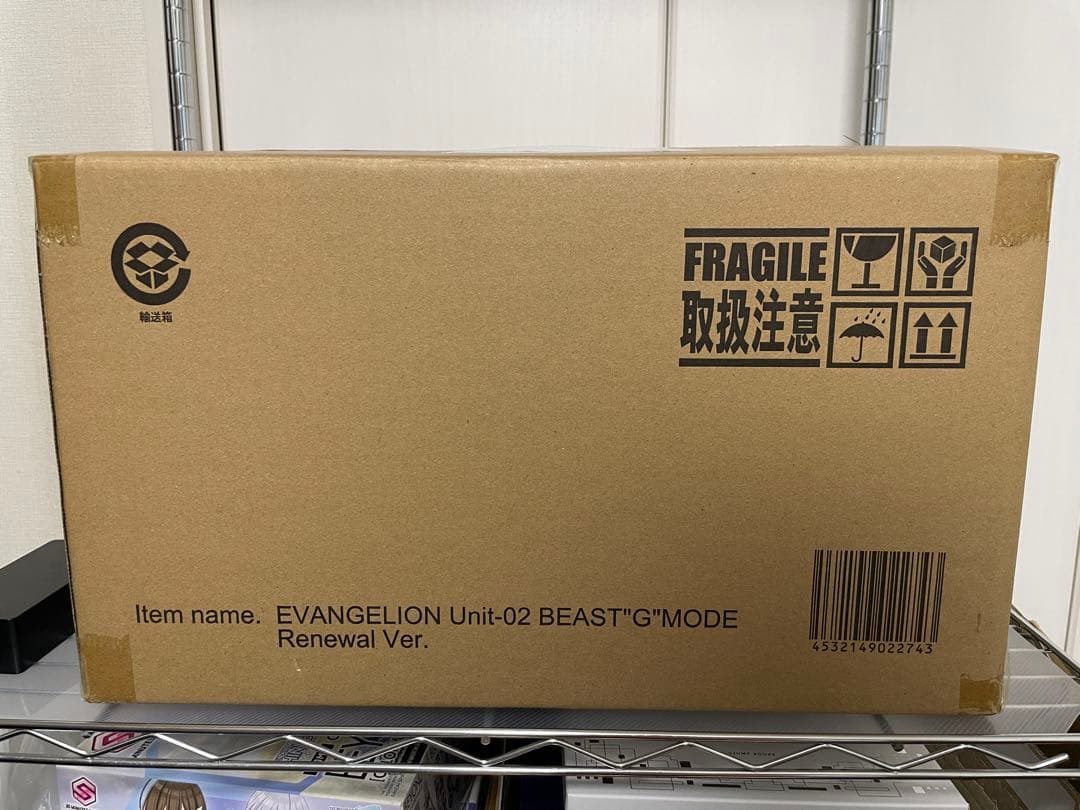 輸送箱
FRAGILE
取扱注意
Item name. EVANGELION Unit-02 BEAST"G"MODE
Renewal Ver.
4532149022743